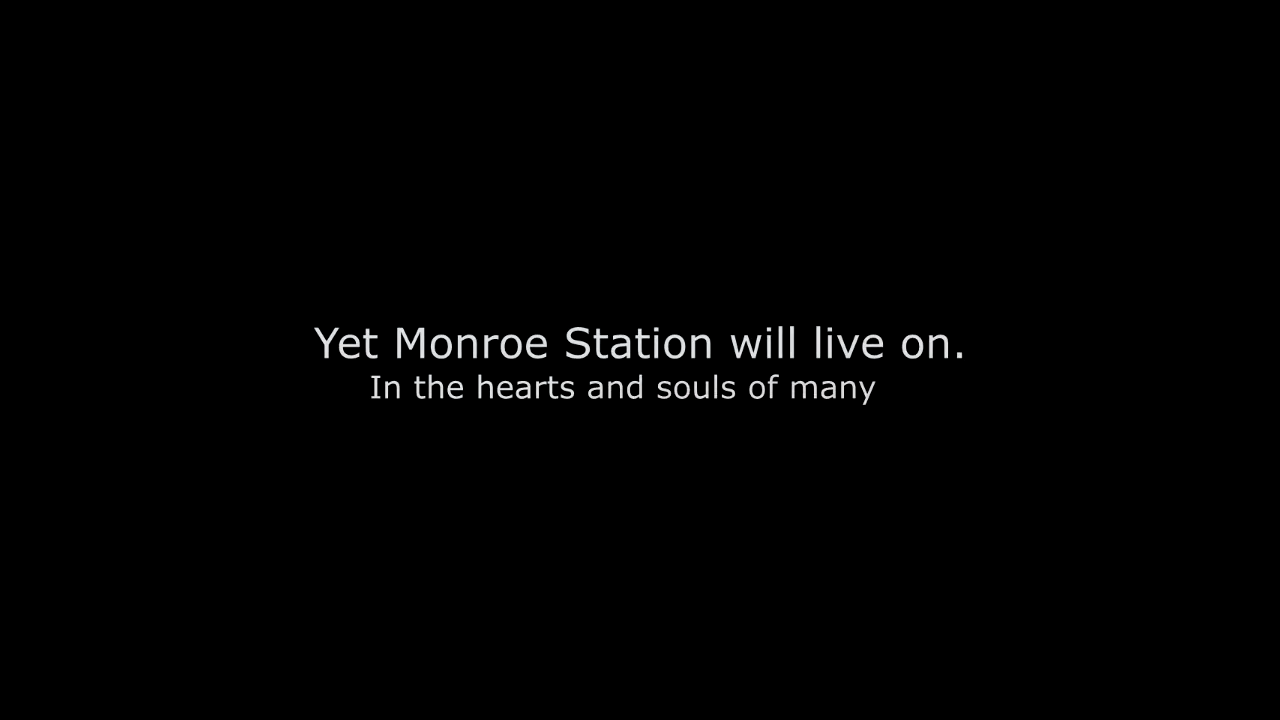 Yet Monroe Station will live on.
In the hearts and souls of many